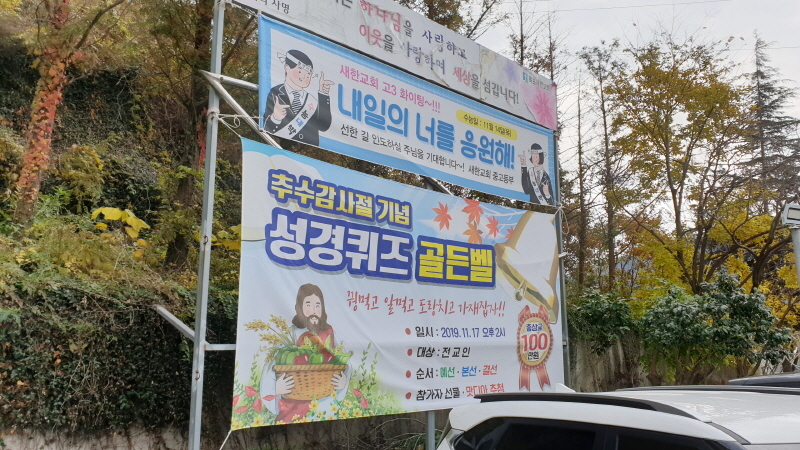 하나님을 사랑하고
이웃을 사랑하며 세상을 섬깁니다!
새한교회 고3 화이팅~!!!
수능일 : 11월 14일(목)
내일의 너를 응원해!
선한 길 인도하실 주님을 기대합니다~! 새한교회 중고등부
추수감사절 기념
성경퀴즈 골든벨
꿩먹고 알먹고 도랑치고 가재잡자!!
일시 : 2019. 11. 17 오후 2시
대상 : 전교인
순서 : 예선 · 본선 · 결선
참가자 선물 · 맛디아 추첨
총상금
100
만원